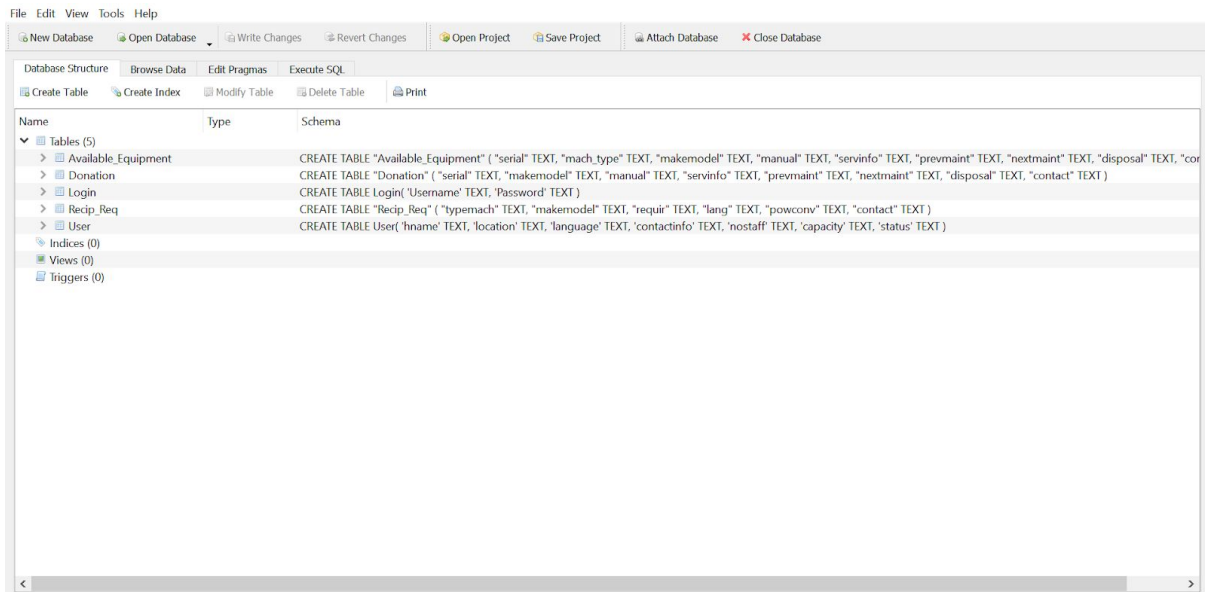 File Edit View Tools Help
New Database Open Database Write Changes Revert Changes Open Project Save Project Attach Database Close Database
Database Structure Browse Data Edit Pragmas Execute SQL
Create Table Create Index Modify Table Delete Table Print
Name Type Schema
Tables (5)
Available_Equipment CREATE TABLE "Available_Equipment" ( "serial" TEXT, "mach_type" TEXT, "makemodel" TEXT, "manual" TEXT, "servinfo" TEXT, "prevmaint" TEXT, "nextmaint" TEXT, "disposal" TEXT, "cor
Donation CREATE TABLE "Donation" ( "serial" TEXT, "makemodel" TEXT, "manual" TEXT, "servinfo" TEXT, "prevmaint" TEXT, "nextmaint" TEXT, "disposal" TEXT, "contact" TEXT )
Login CREATE TABLE Login( 'Username' TEXT, 'Password' TEXT )
Recip_Req CREATE TABLE "Recip_Req" ( "typemach" TEXT, "makemodel" TEXT, "requir" TEXT, "lang" TEXT, "powconv" TEXT, "contact" TEXT )
User CREATE TABLE User( 'hname' TEXT, 'location' TEXT, 'language' TEXT, 'contactinfo' TEXT, 'nostaff' TEXT, 'capacity' TEXT, 'status' TEXT )
Indices (0)
Views (0)
Triggers (0)